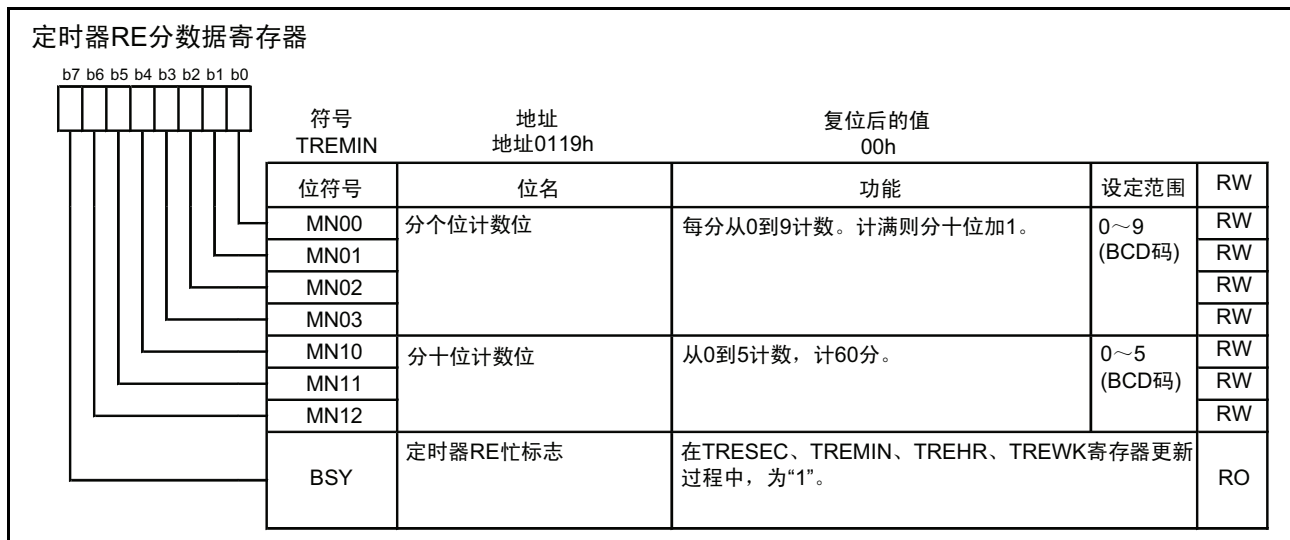 定时器RE分数据寄存器
b7 b6 b5 b4 b3 b2 b1 b0
符号 地址 复位后的值
TREMIN 地址0119h 00h
位符号 位名 功能 设定范围 RW
MN00 分个位计数位 每分从0到9计数。计满则分十位加1。 0～9 RW
MN01 (BCD码) RW
MN02 RW
MN03 RW
MN10 分十位计数位 从0到5计数，计60分。 0～5 RW
MN11 (BCD码) RW
MN12 RW
定时器RE忙标志 在TRESEC、TREMIN、TREHR、TREWK寄存器更新
BSY 过程中，为“1”。 RO